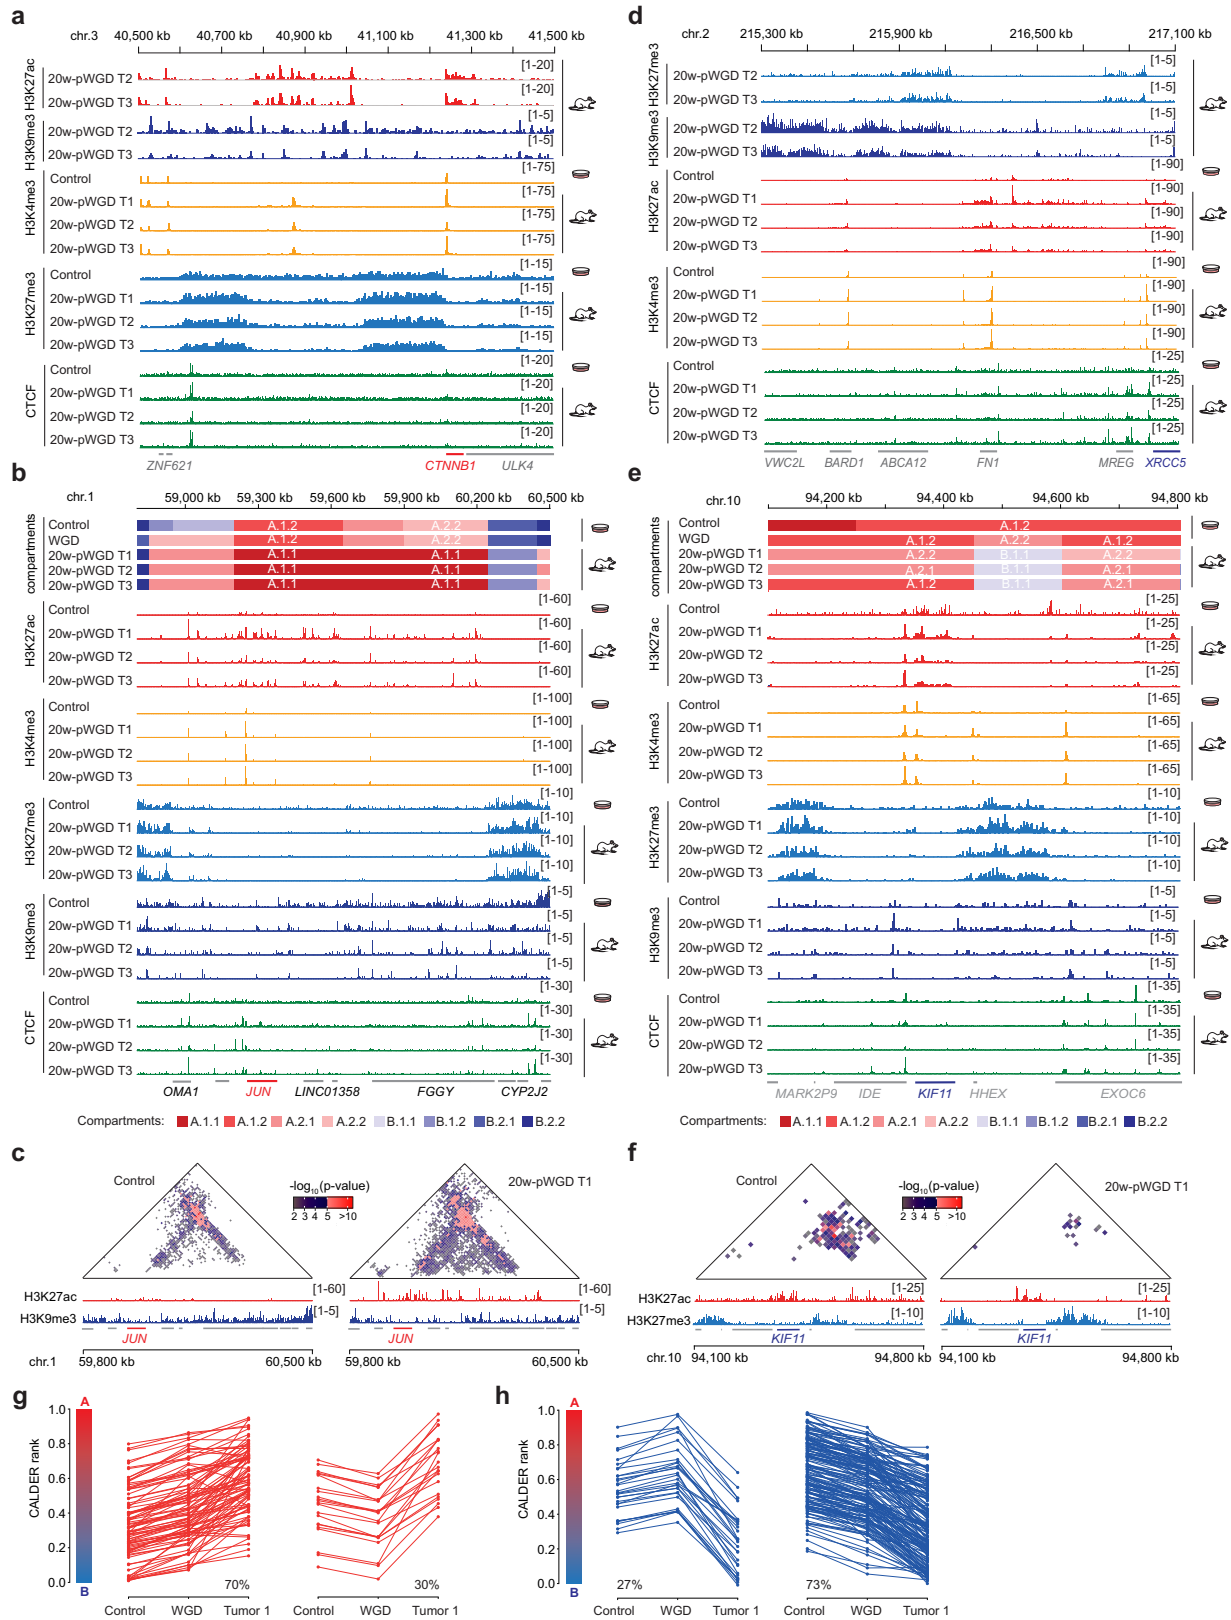 a
chr.3
40,500 kb 40,700 kb 40,900 kb 41,100 kb 41,300 kb 41,500 kb
H3K27ac
20w-pWGD T2 [1-20]
20w-pWGD T3 [1-20]
H3K9me3
20w-pWGD T2 [1-5]
20w-pWGD T3 [1-5]
H3K4me3
Control [1-75]
20w-pWGD T1 [1-75]
20w-pWGD T2 [1-75]
20w-pWGD T3 [1-75]
H3K27me3
Control [1-15]
20w-pWGD T1 [1-15]
20w-pWGD T2 [1-15]
20w-pWGD T3 [1-15]
CTCF
Control [1-20]
20w-pWGD T1 [1-20]
20w-pWGD T2 [1-20]
20w-pWGD T3 [1-20]
ZNF621 CTNNB1 ULK4
b
chr.1
59,000 kb 59,300 kb 59,600 kb 59,900 kb 60,200 kb 60,500 kb
compartments
Control A.1.2 A.2.2
WGD A.1.2 A.2.2
20w-pWGD T1 A.1.1 A.1.1
20w-pWGD T2 A.1.1 A.1.1
20w-pWGD T3 A.1.1 A.1.1
H3K27ac
Control [1-60]
20w-pWGD T1 [1-60]
20w-pWGD T2 [1-60]
20w-pWGD T3 [1-60]
H3K4me3
Control [1-100]
20w-pWGD T1 [1-100]
20w-pWGD T2 [1-100]
20w-pWGD T3 [1-100]
H3K27me3
Control [1-10]
20w-pWGD T1 [1-10]
20w-pWGD T2 [1-10]
20w-pWGD T3 [1-10]
H3K9me3
Control [1-5]
20w-pWGD T1 [1-5]
20w-pWGD T2 [1-5]
20w-pWGD T3 [1-5]
CTCF
Control [1-30]
20w-pWGD T1 [1-30]
20w-pWGD T2 [1-30]
20w-pWGD T3 [1-30]
OMA1 JUN LINC01358 FGGY CYP2J2
Compartments: A.1.1 A.1.2 A.2.1 A.2.2 B.1.1 B.1.2 B.2.1 B.2.2
c
Control
-log10(p-value)
2 3 4 5 >10
20w-pWGD T1
H3K27ac [1-60] [1-60]
H3K9me3 [1-5] [1-5]
JUN JUN
chr.1
59,800 kb 60,500 kb 59,800 kb 60,500 kb
d
chr.2
215,300 kb 215,900 kb 216,500 kb 217,100 kb
H3K27me3
20w-pWGD T2 [1-5]
20w-pWGD T3 [1-5]
H3K9me3
20w-pWGD T2 [1-5]
20w-pWGD T3 [1-5]
H3K27ac
Control [1-90]
20w-pWGD T1 [1-90]
20w-pWGD T2 [1-90]
20w-pWGD T3 [1-90]
H3K4me3
Control [1-90]
20w-pWGD T1 [1-90]
20w-pWGD T2 [1-90]
20w-pWGD T3 [1-90]
CTCF
Control [1-25]
20w-pWGD T1 [1-25]
20w-pWGD T2 [1-25]
20w-pWGD T3 [1-25]
VWC2L BARD1 ABCA12 FN1 MREG XRCC5
e
chr.10
94,200 kb 94,400 kb 94,600 kb 94,800 kb
compartments
Control A.1.2
WGD A.1.2 A.2.2 A.1.2
20w-pWGD T1 A.2.2 B.1.1 A.2.2
20w-pWGD T2 A.2.1 B.1.1 A.2.1
20w-pWGD T3 A.1.2 B.1.1 A.2.1
H3K27ac
Control [1-25]
20w-pWGD T1 [1-25]
20w-pWGD T2 [1-25]
20w-pWGD T3 [1-25]
H3K4me3
Control [1-65]
20w-pWGD T1 [1-65]
20w-pWGD T2 [1-65]
20w-pWGD T3 [1-65]
H3K27me3
Control [1-10]
20w-pWGD T1 [1-10]
20w-pWGD T2 [1-10]
20w-pWGD T3 [1-10]
H3K9me3
Control [1-5]
20w-pWGD T1 [1-5]
20w-pWGD T2 [1-5]
20w-pWGD T3 [1-5]
CTCF
Control [1-35]
20w-pWGD T1 [1-35]
20w-pWGD T2 [1-35]
20w-pWGD T3 [1-35]
MARK2P9 IDE KIF11 HHEX EXOC6
Compartments: A.1.1 A.1.2 A.2.1 A.2.2 B.1.1 B.1.2 B.2.1 B.2.2
f
Control
-log10(p-value)
2 3 4 5 >10
20w-pWGD T1
H3K27ac [1-25] [1-25]
H3K27me3 [1-10] [1-10]
KIF11 KIF11
chr.10
94,100 kb 94,800 kb 94,100 kb 94,800 kb
g
A
CALDER rank
1.0
0.8
0.6
0.4
0.2
0.0
B
70% 30%
Control WGD Tumor 1 Control WGD Tumor 1
h
A
CALDER rank
1.0
0.8
0.6
0.4
0.2
0.0
B
27% 73%
Control WGD Tumor 1 Control WGD Tumor 1